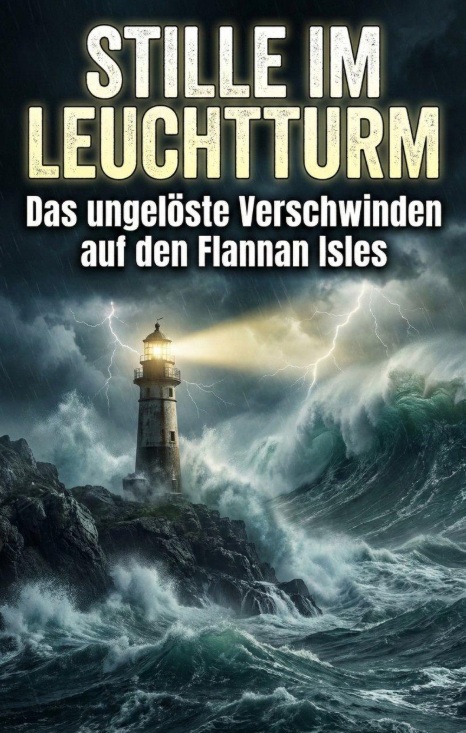 STILLE IM
LEUCHTTURM
Das ungelöste Verschwinden
auf den Flannan Isles